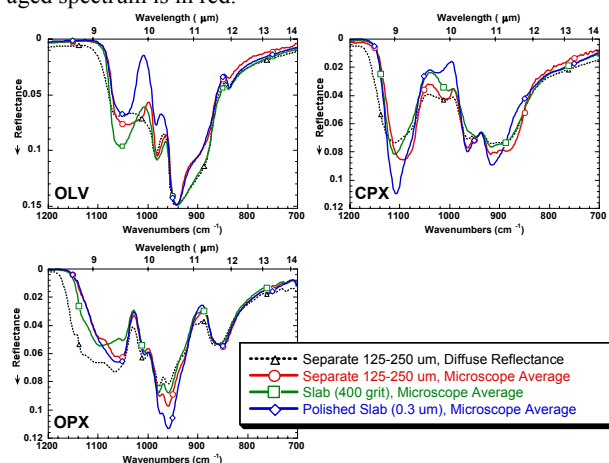 aged spectrum is in red.
Wavelength ( μm)
9 10 11 12 13 14
0
0.05
0.1
0.15
← Reflectance
OLV
1200 1100 1000 900 800 700
Wavenumbers (cm⁻¹)
Wavelength ( μm)
9 10 11 12 13 14
0
0.02
0.04
0.06
0.08
0.1
0.12
← Reflectance
CPX
1200 1100 1000 900 800 700
Wavenumbers (cm⁻¹)
Wavelength ( μm)
9 10 11 12 13 14
0
0.02
0.04
0.06
0.08
0.1
0.12
← Reflectance
OPX
1200 1100 1000 900 800 700
Wavenumbers (cm⁻¹)
Separate 125-250 um, Diffuse Reflectance
Separate 125-250 um, Microscope Average
Slab (400 grit), Microscope Average
Polished Slab (0.3 um), Microscope Average